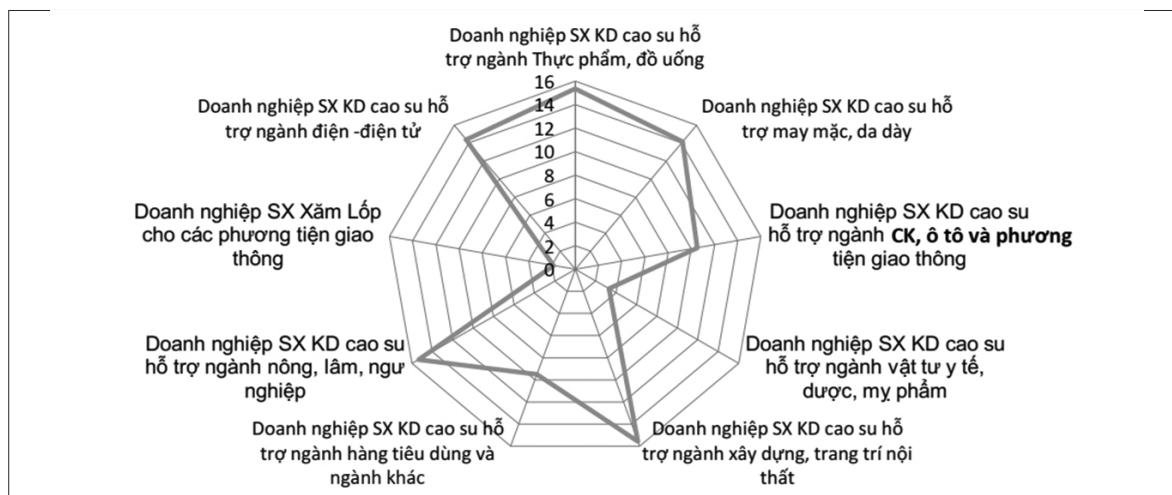 Doanh nghiệp SX KD cao su hỗ
trợ ngành Thực phẩm, đồ uống
16
14
12
10
8
6
4
2
0
Doanh nghiệp SX KD cao su hỗ
trợ may mặc, da dày
Doanh nghiệp SX KD cao su
hỗ trợ ngành CK, ô tô và phương
tiện giao thông
Doanh nghiệp SX KD cao su
hỗ trợ ngành vật tư y tế,
dược, mỵ phẩm
Doanh nghiệp SX KD cao su hỗ
trợ ngành xây dựng, trang trí nội
thất
Doanh nghiệp SX KD cao su hỗ
trợ ngành hàng tiêu dùng và
ngành khác
Doanh nghiệp SX KD cao su
hỗ trợ ngành nông, lâm, ngư
nghiệp
Doanh nghiệp SX Xăm Lốp
cho các phương tiện giao
thông
Doanh nghiệp SX KD cao su hỗ
trợ ngành điện -điện tử